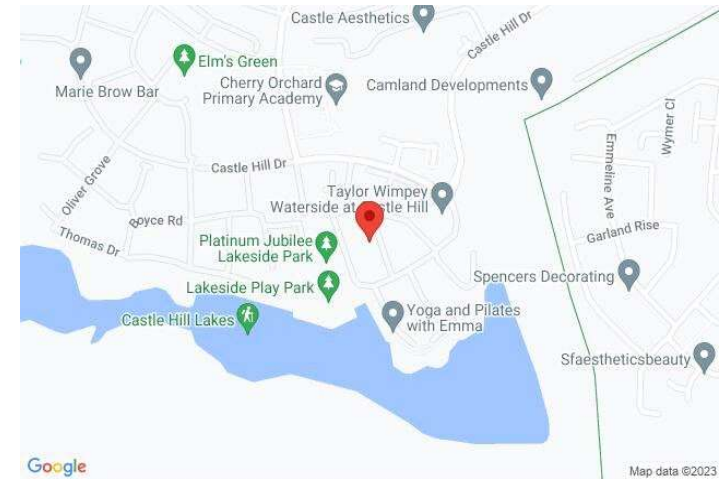 Castle Aesthetics
Castle Hill Dr
Elm's Green
Marie Brow Bar
Cherry Orchard
Primary Academy
Camland Developments
Wymer Cl
Emmeline Ave
Oliver Grove
Castle Hill Dr
Taylor Wimpey
Waterside at Castle Hill
Boyce Rd
Thomas Dr
Garland Rise
Platinum Jubilee
Lakeside Park
Spencers Decorating
Lakeside Play Park
Castle Hill Lakes
Yoga and Pilates
with Emma
Sfaestheticsbeauty
Google
Map data ©2023